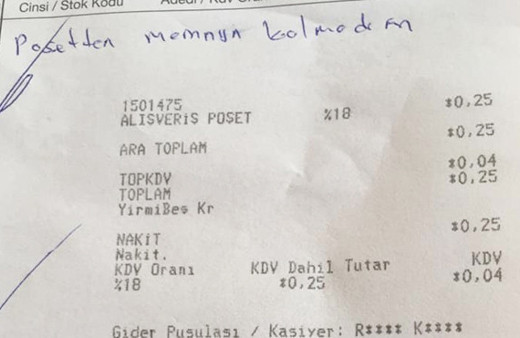 Cinsi / Stok Kodu
Posetten memnun kalmadım
1501475 ₺0,25
ALISVERiS POSET %18
₺0,25
ARA TOPLAM
₺0,04
TOPKDV ₺0,25
TOPLAM
YirmiBes Kr
₺0,25
NAKiT
Nakit.
KDV Oranı KDV Dahil Tutar KDV
%18 ₺0,25 ₺0,04
Gider Pusulası / Kasiyer: R**** K****